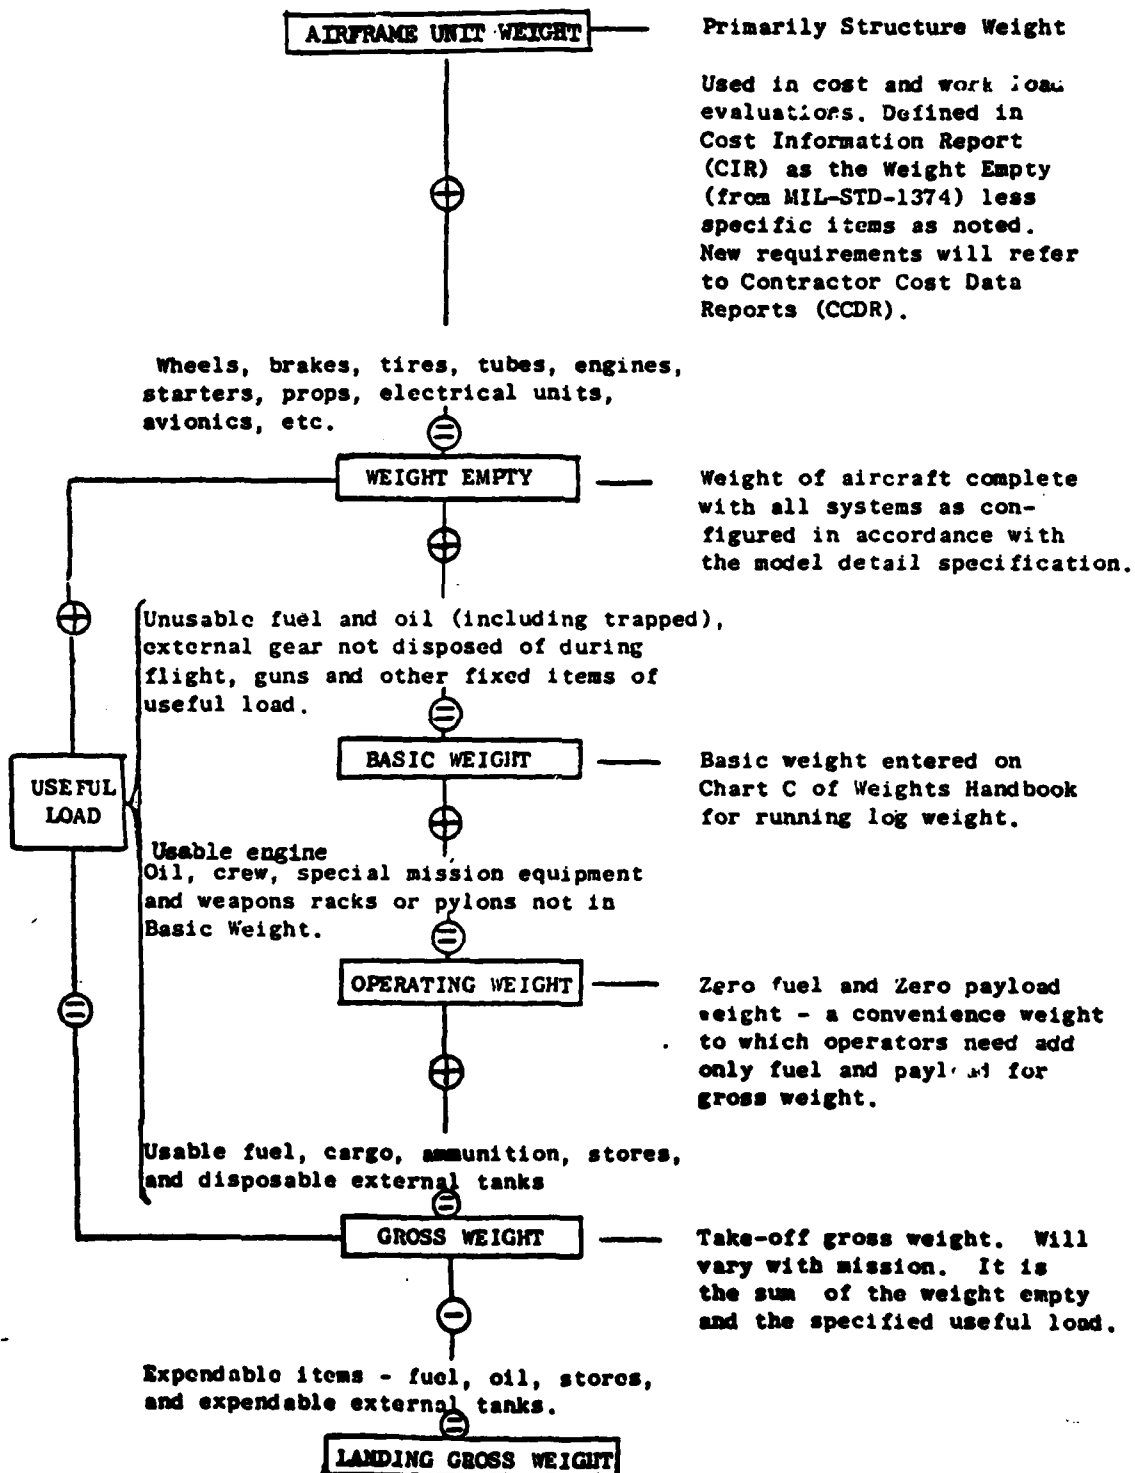 AIRFRAME UNIT WEIGHT
Primarily Structure Weight
Used in cost and work load
evaluations. Defined in
Cost Information Report
(CIR) as the Weight Empty
(from MIL-STD-1374) less
specific items as noted.
New requirements will refer
to Contractor Cost Data
Reports (CCDR).
+
Wheels, brakes, tires, tubes, engines,
starters, props, electrical units,
avionics, etc.
=
WEIGHT EMPTY
Weight of aircraft complete
with all systems as con-
figured in accordance with
the model detail specification.
+
+
Unusable fuel and oil (including trapped),
external gear not disposed of during
flight, guns and other fixed items of
useful load.
=
BASIC WEIGHT
Basic weight entered on
Chart C of Weights Handbook
for running log weight.
USEFUL
LOAD
+
Usable engine
Oil, crew, special mission equipment
and weapons racks or pylons not in
Basic Weight.
=
OPERATING WEIGHT
Zero fuel and Zero payload
weight - a convenience weight
to which operators need add
only fuel and payload for
gross weight.
=
+
Usable fuel, cargo, ammunition, stores,
and disposable external tanks
=
GROSS WEIGHT
Take-off gross weight. Will
vary with mission. It is
the sum of the weight empty
and the specified useful load.
-
Expendable items - fuel, oil, stores,
and expendable external tanks.
=
LANDING GROSS WEIGHT